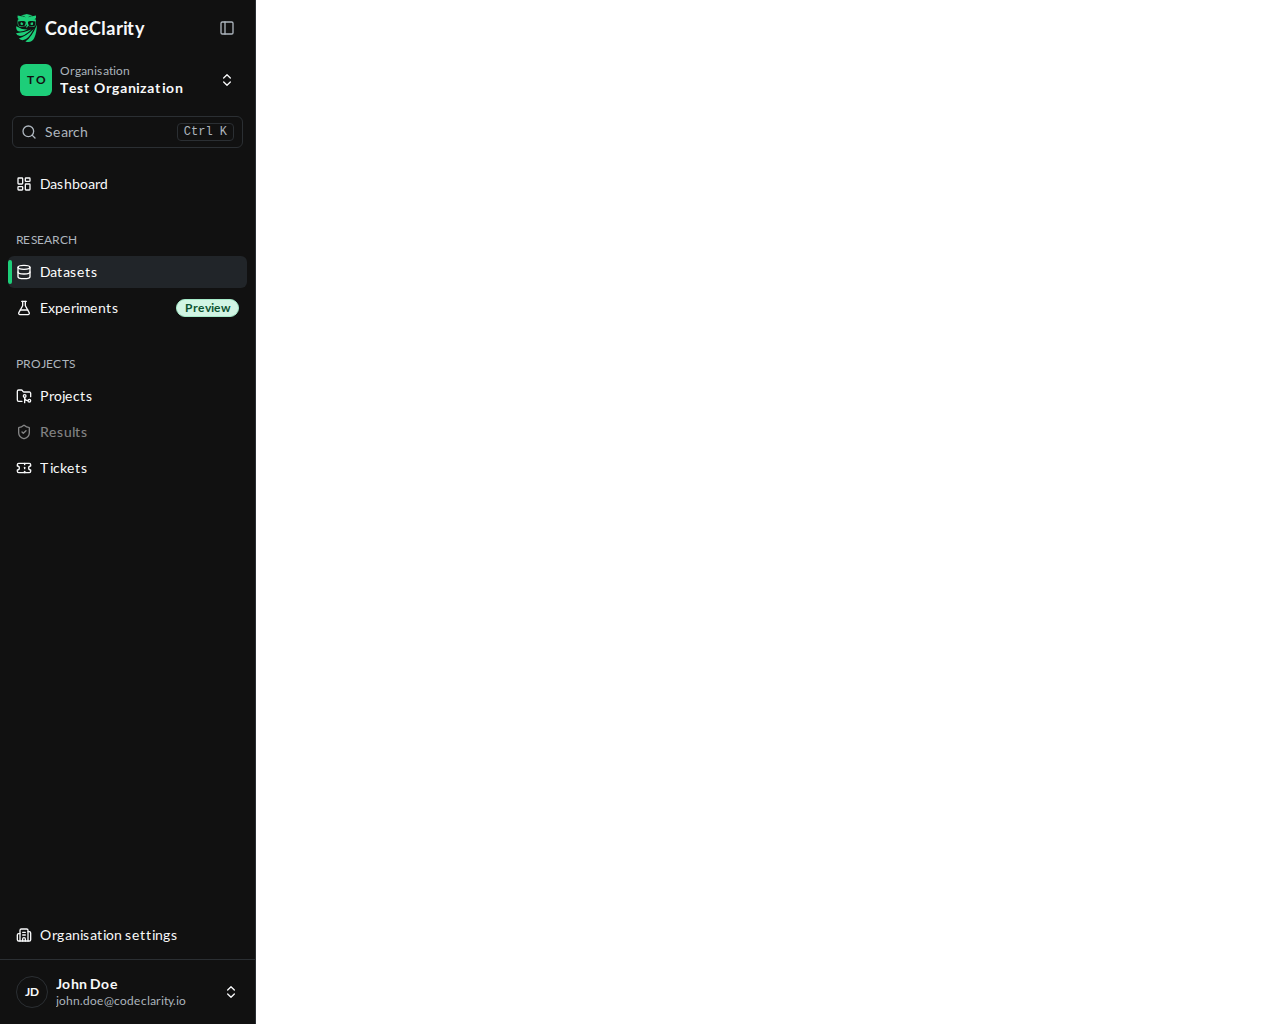 CodeClarity
TO
Organisation
Test Organization
Search
Ctrl K
Dashboard
RESEARCH
Datasets
Experiments
Preview
PROJECTS
Projects
Results
Tickets
Organisation settings
JD
John Doe
john.doe@codeclarity.io